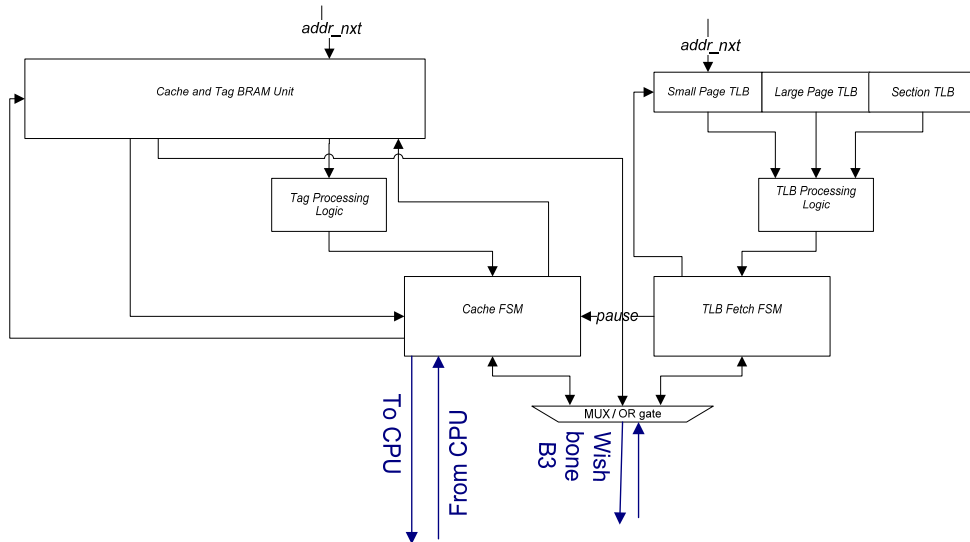 addr_nxt
addr_nxt
Cache and Tag BRAM Unit
Small Page TLB
Large Page TLB
Section TLB
Tag Processing
Logic
TLB Processing
Logic
Cache FSM
pause
TLB Fetch FSM
MUX / OR gate
To CPU
From CPU
Wish
bone
B3